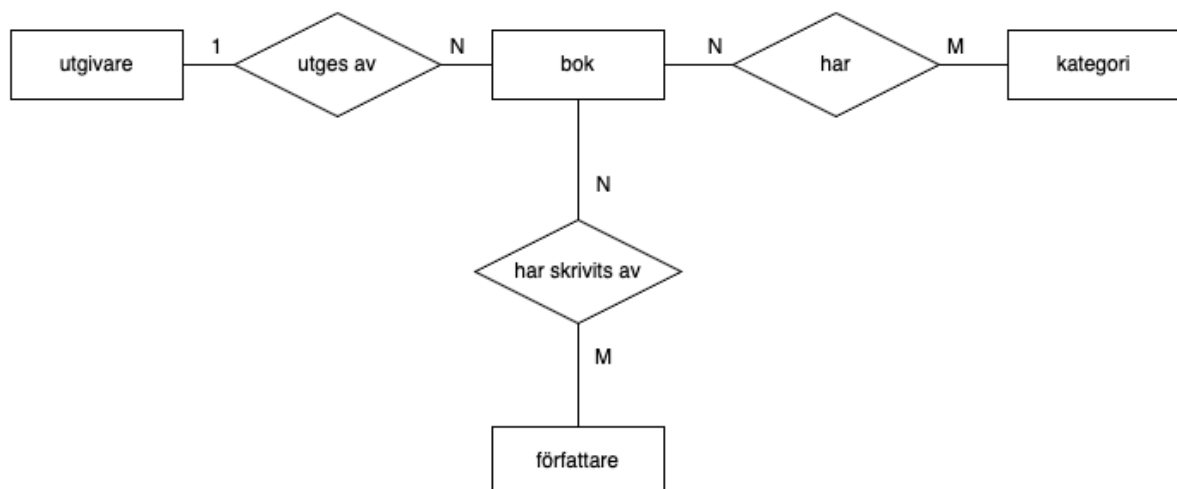 utgivare 1 utges av N bok N har M kategori
N
har skrivits av
M
författare